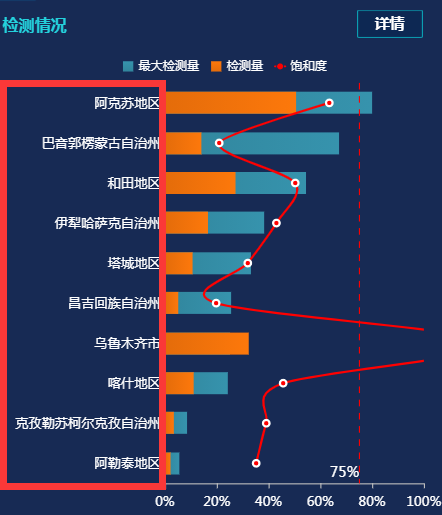 检测情况
详情
最大检测量 检测量 饱和度
阿克苏地区
巴音郭楞蒙古自治州
和田地区
伊犁哈萨克自治州
塔城地区
昌吉回族自治州
乌鲁木齐市
喀什地区
克孜勒苏柯尔克孜自治州
阿勒泰地区
75%
0% 20% 40% 60% 80% 100%